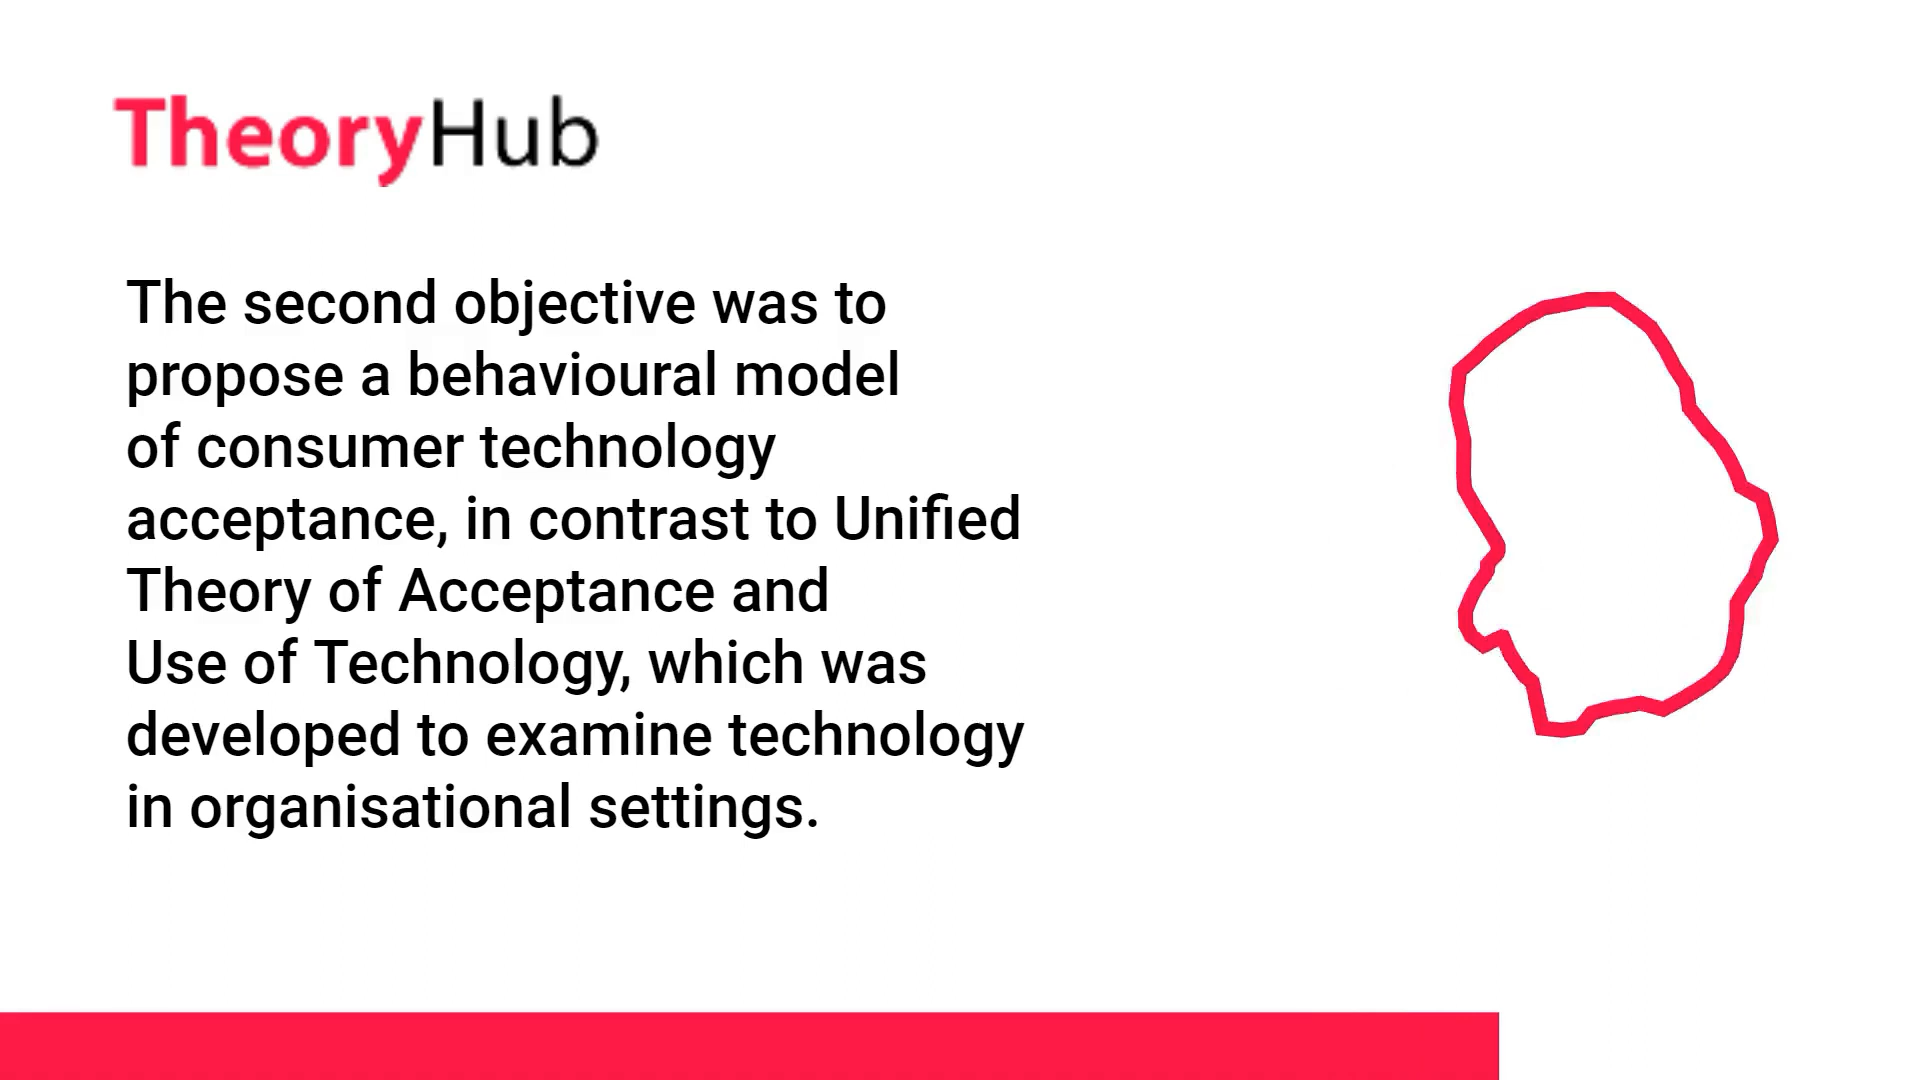 TheoryHub
The second objective was to
propose a behavioural model
of consumer technology
acceptance, in contrast to Unified
Theory of Acceptance and
Use of Technology, which was
developed to examine technology
in organisational settings.